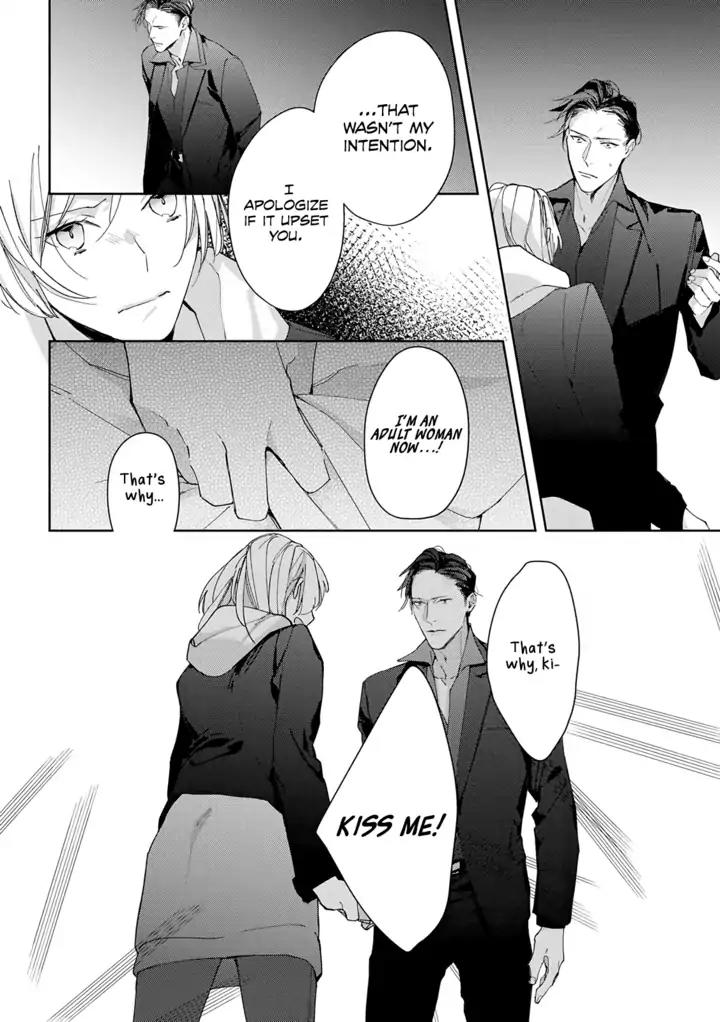 ...THAT
WASN'T MY
INTENTION.
I
APOLOGIZE
IF IT UPSET
YOU.
I'M AN
ADULT WOMAN
NOW...!
That's
why...
That's
why, ki-
KISS ME!